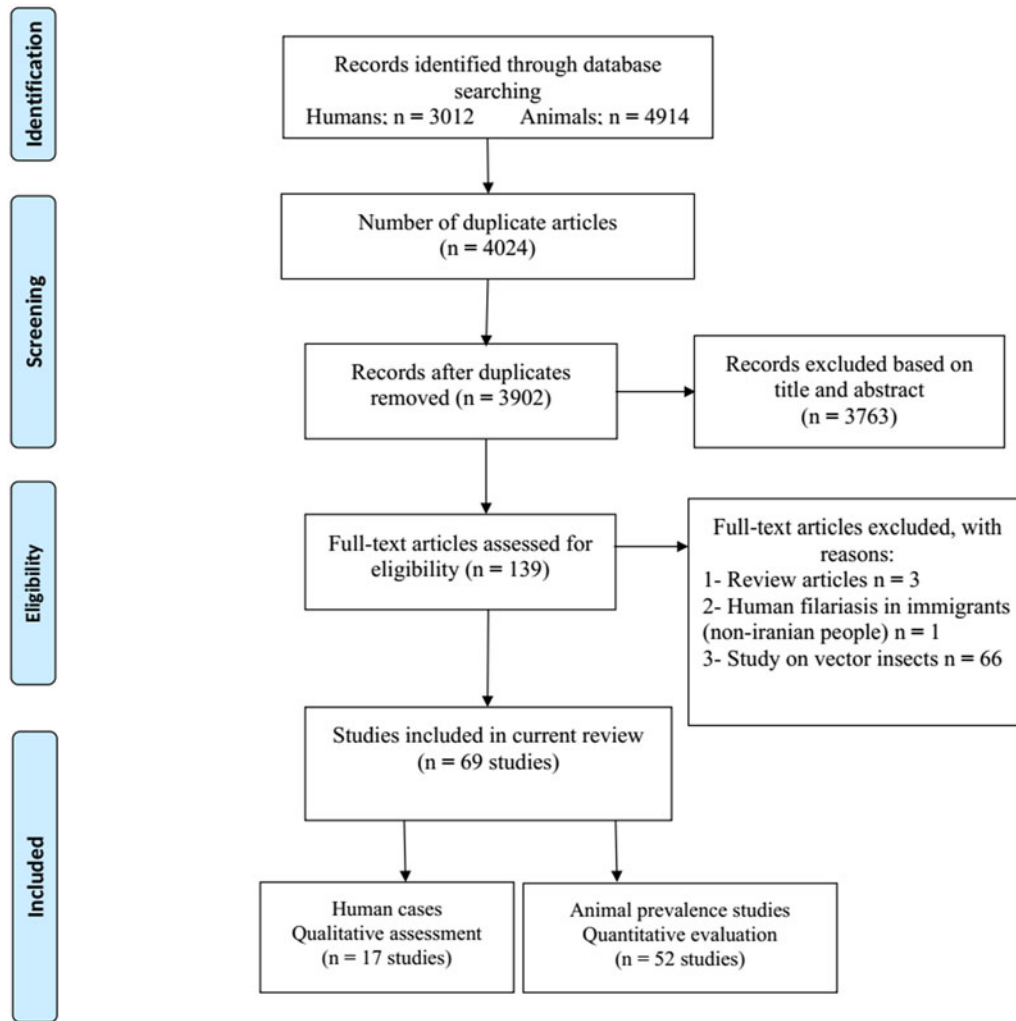 Identification
Records identified through database
searching
Humans; n = 3012 Animals; n = 4914
Screening
Number of duplicate articles
(n = 4024)
Records after duplicates
removed (n = 3902)
Records excluded based on
title and abstract
(n = 3763)
Eligibility
Full-text articles assessed for
eligibility (n = 139)
Full-text articles excluded, with
reasons:
1- Review articles n = 3
2- Human filariasis in immigrants
(non-iranian people) n = 1
3- Study on vector insects n = 66
Included
Studies included in current review
(n = 69 studies)
Human cases
Qualitative assessment
(n = 17 studies)
Animal prevalence studies
Quantitative evaluation
(n = 52 studies)